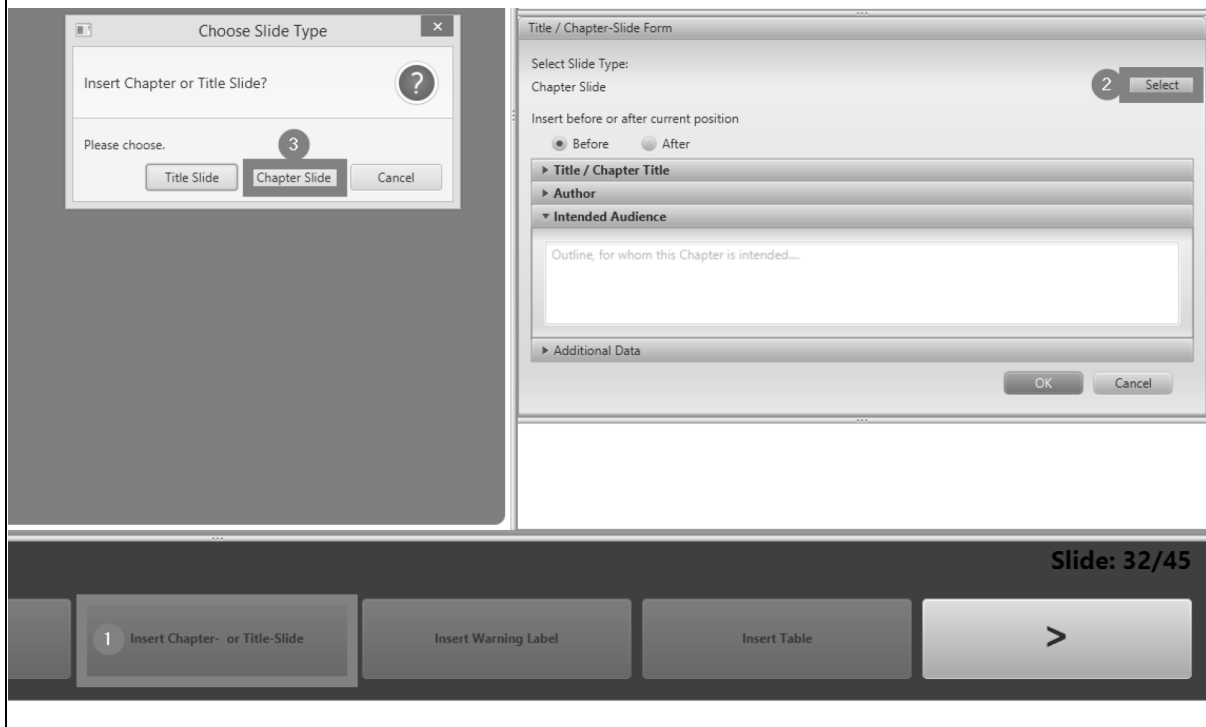 Choose Slide Type
×
Insert Chapter or Title Slide?
?
Please choose.
3
Title Slide
Chapter Slide
Cancel
Title / Chapter-Slide Form
Select Slide Type:
Chapter Slide
2
Select
Insert before or after current position
Before
After
Title / Chapter Title
Author
Intended Audience
Outline, for whom this Chapter is intended....
Additional Data
OK
Cancel
Slide: 32/45
1
Insert Chapter- or Title-Slide
Insert Warning Label
Insert Table
>